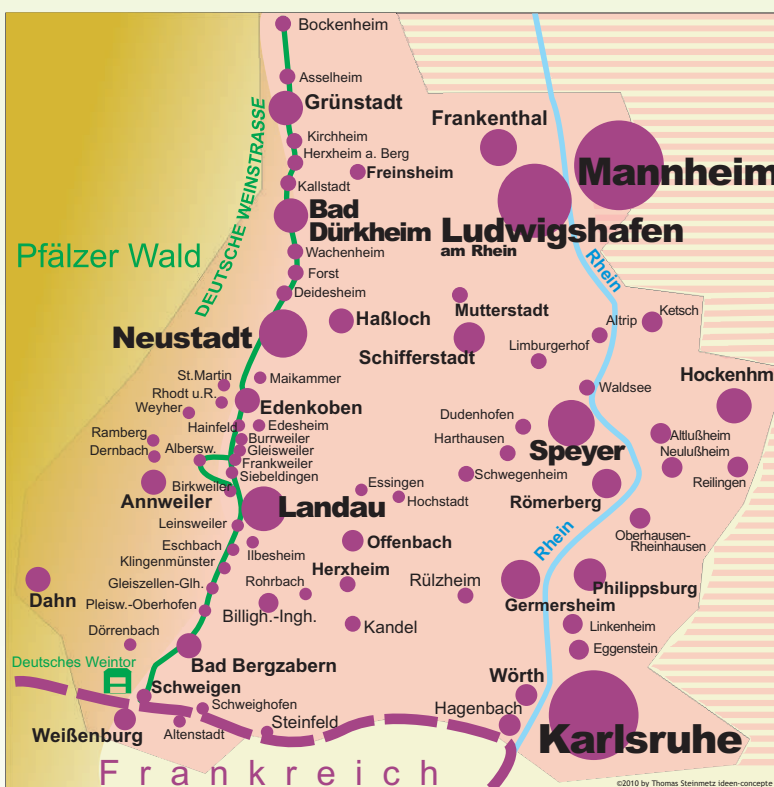 Bockenheim
Asselheim
Grünstadt
Frankenthal
Kirchheim
Herxheim a. Berg
Freinsheim
Mannheim
Kallstadt
DEUTSCHE WEINSTRASSE
Bad
Dürkheim
Ludwigshafen
am Rhein
Pfälzer Wald
Wachenheim
Rhein
Forst
Deidesheim
Mutterstadt
Ketsch
Haßloch
Altrip
Neustadt
Schifferstadt
Limburgerhof
St.Martin
Maikammer
Hockenhm
Rhodt u.R.
Waldsee
Weyher
Edenkoben
Dudenhofen
Hainfeld
Edesheim
Ramberg
Burrweiler
Harthausen
Speyer
Altlußheim
Dernbach
Albersw.
Gleisweiler
Neulußheim
Frankweiler
Siebeldingen
Schwegenheim
Reilingen
Birkweiler
Essingen
Annweiler
Landau
Hochstadt
Römerberg
Leinsweiler
Oberhausen-
Rheinhausen
Eschbach
Ilbesheim
Offenbach
Rhein
Klingenmünster
Herxheim
Gleiszellen-Glh.
Rohrbach
Rülzheim
Philippsburg
Dahn
Pleisw.-Oberhofen
Billigh.-Ingh.
Germersheim
Kandel
Linkenheim
Dörrenbach
Eggenstein
Deutsches Weintor
Bad Bergzabern
Wörth
Schweigen
Schweighofen
Hagenbach
Weißenburg
Altenstadt
Steinfeld
Karlsruhe
Frankreich
©2010 by Thomas Steinmetz ideen-concepte